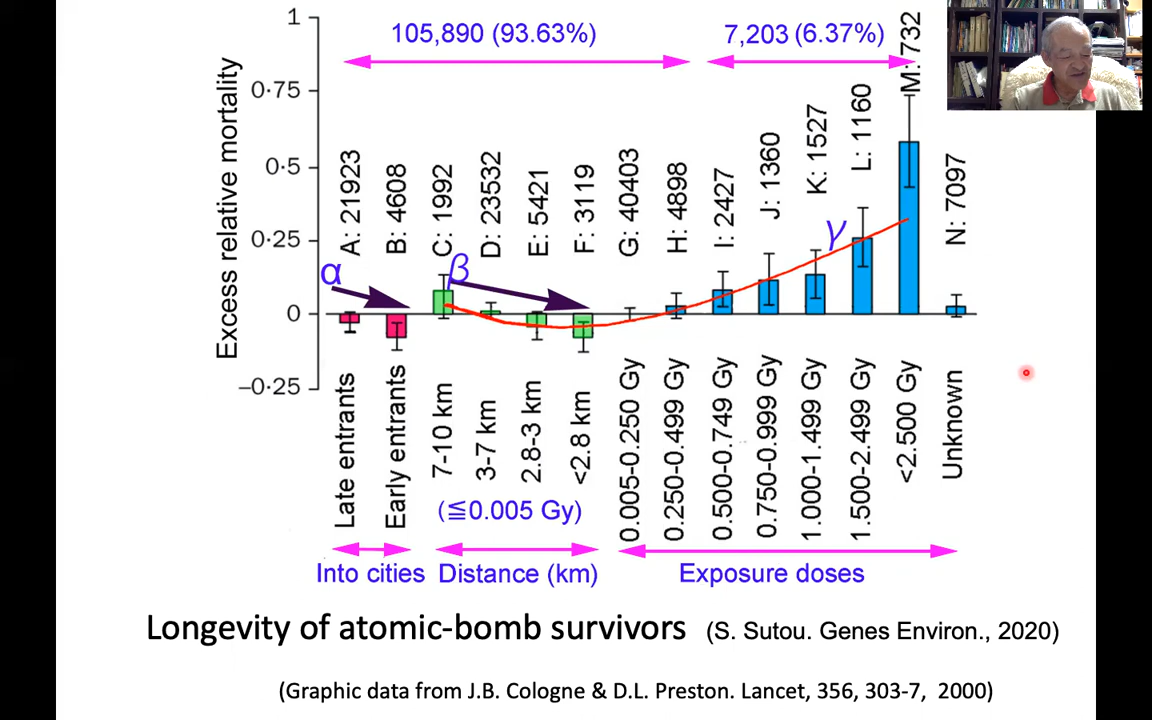 1
0·75
0·5
0·25
0
−0·25
Excess relative mortality
105,890 (93.63%)
7,203 (6.37%)
A: 21923
B: 4608
C: 1992
D: 23532
E: 5421
F: 3119
G: 40403
H: 4898
I: 2427
J: 1360
K: 1527
L: 1160
M: 732
N: 7097
α
β
γ
Late entrants
Early entrants
7-10 km
3-7 km
2.8-3 km
<2.8 km
0.005-0.250 Gy
0.250-0.499 Gy
0.500-0.749 Gy
0.750-0.999 Gy
1.000-1.499 Gy
1.500-2.499 Gy
<2.500 Gy
Unknown
(≦0.005 Gy)
Into cities
Distance (km)
Exposure doses
Longevity of atomic-bomb survivors (S. Sutou. Genes Environ., 2020)
(Graphic data from J.B. Cologne & D.L. Preston. Lancet, 356, 303-7, 2000)